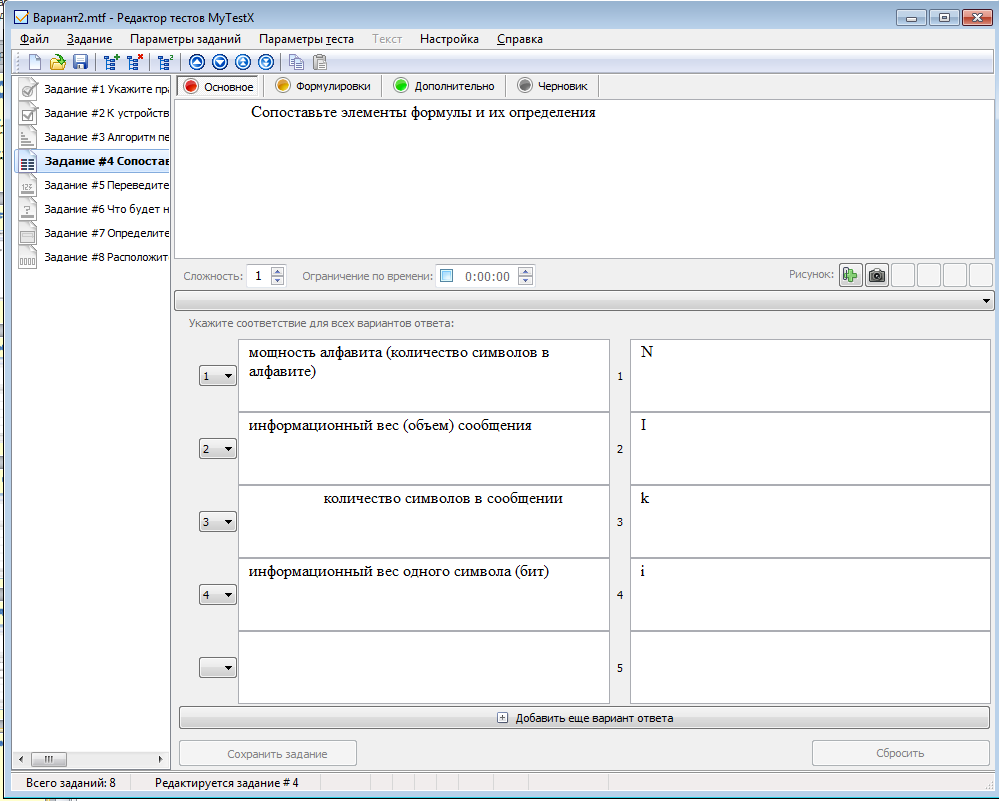 Вариант2.mtf - Редактор тестов MyTestX
Файл Задание Параметры заданий Параметры теста Текст Настройка Справка
Задание #1 Укажите пра
Задание #2 К устройств
Задание #3 Алгоритм пе
Задание #4 Сопостав
Задание #5 Переведите
Задание #6 Что будет н
Задание #7 Определите
Задание #8 Расположит
Основное Формулировки Дополнительно Черновик
Сопоставьте элементы формулы и их определения
Сложность: 1 Ограничение по времени: 0:00:00 Рисунок:
Укажите соответствие для всех вариантов ответа:
1 мощность алфавита (количество символов в
алфавите)
1 N
2 информационный вес (объем) сообщения 2 I
3 количество символов в сообщении 3 k
4 информационный вес одного символа (бит) 4 i
5
Добавить еще вариант ответа
Сохранить задание Сбросить
Всего заданий: 8 Редактируется задание # 4